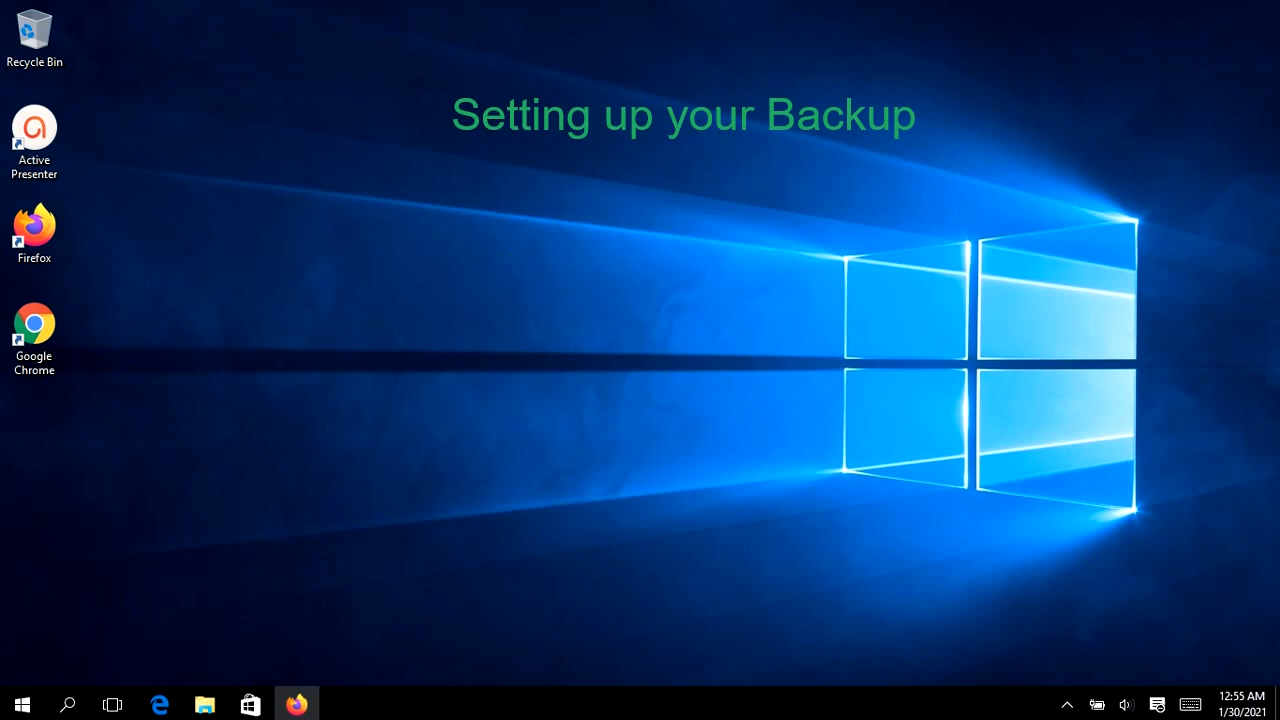 Setting up your Backup
Recycle Bin
Active
Presenter
Firefox
Google
Chrome
12:55 AM
1/30/2021